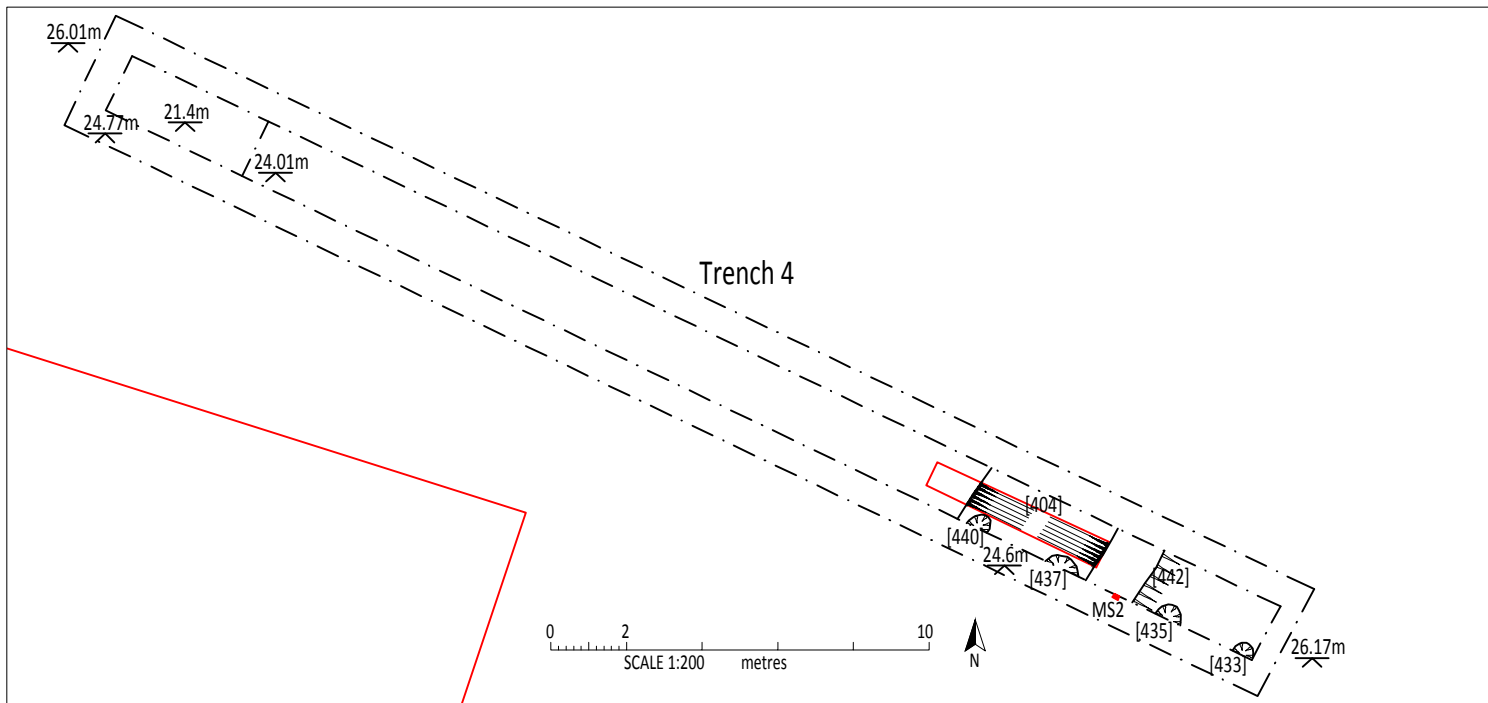 26.01m
21.4m
24.77m
24.01m
Trench 4
[404]
[440]
24.6m
[437]
[442]
MS2
[435]
[433]
26.17m
0 2 10
SCALE 1:200 metres
N